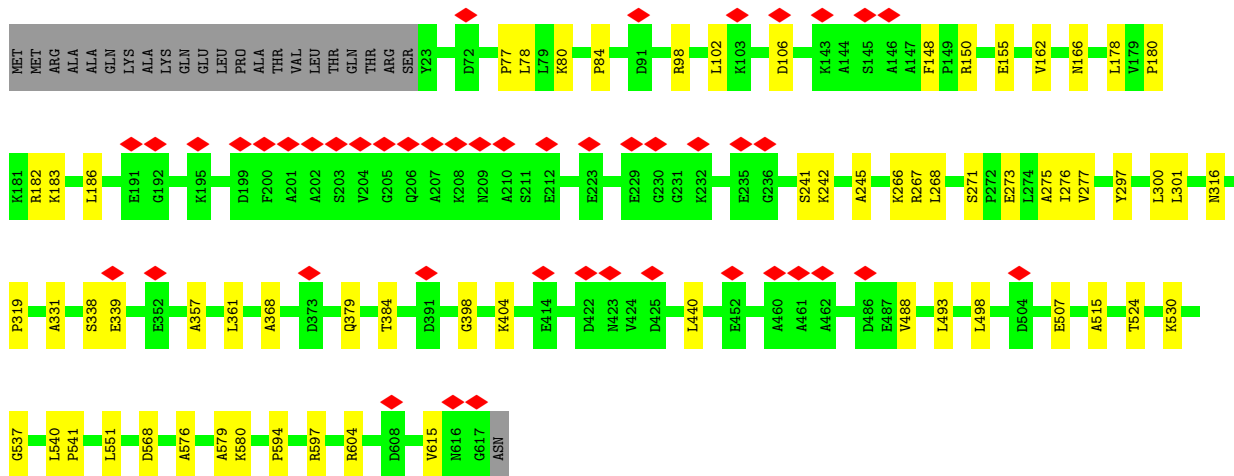 MET MET ARG ALA ALA GLN LYS ALA LYS GLN GLN GLU LEU PRO ALA THR VAL LEU THR GLN THR ARG SER Y23 D72 P77 L78 L79 K80 P84 D91 R98 L102 K103 D106 K143 A144 S145 A146 A147 F148 P149 R150 E155 V162 N166 L178 V179 P180
K181 R182 K183 L186 E191 G192 K195 D199 F200 A201 A202 S203 V204 G205 Q206 A207 K208 N209 A210 S211 E212 E223 E229 G230 G231 K232 E235 G236 S241 K242 A245 K266 R267 L268 S271 P272 E273 L274 A275 I276 V277 Y297 L300 L301 N316
P319 A331 S338 E339 E352 A357 L361 A368 D373 Q379 T384 D391 G398 K404 E414 D422 N423 V424 D425 L440 E452 A460 A461 A462 D486 E487 V488 L493 L498 D504 E507 A515 T524 K530
G537 L540 P541 L551 D568 A576 A579 K580 P594 R597 R604 D608 V615 N616 G617 ASN